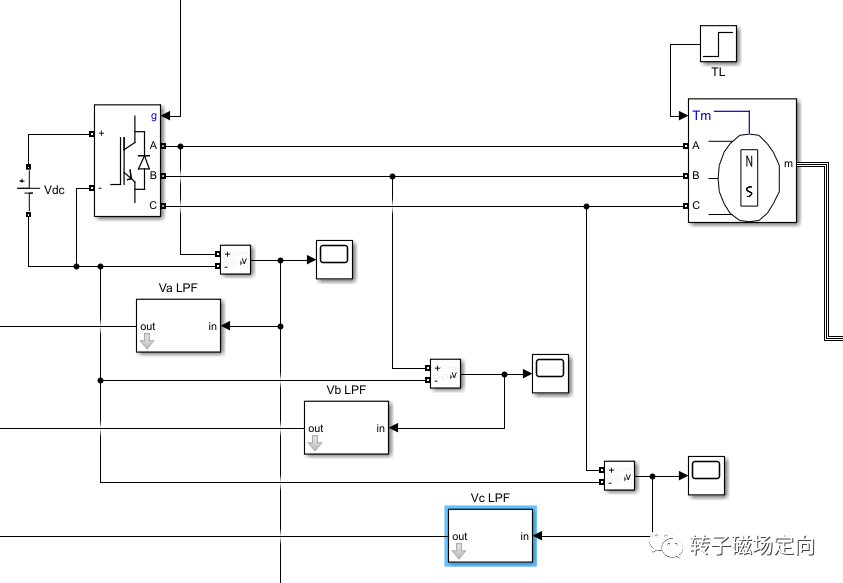 TL
g
Tm
+
A
A
N
m
B
B
S
+
Vdc
-
C
C
+
-
v
Va LPF
out
in
+
-
v
Vb LPF
out
in
+
-
v
Vc LPF
out
in
转子磁场定向